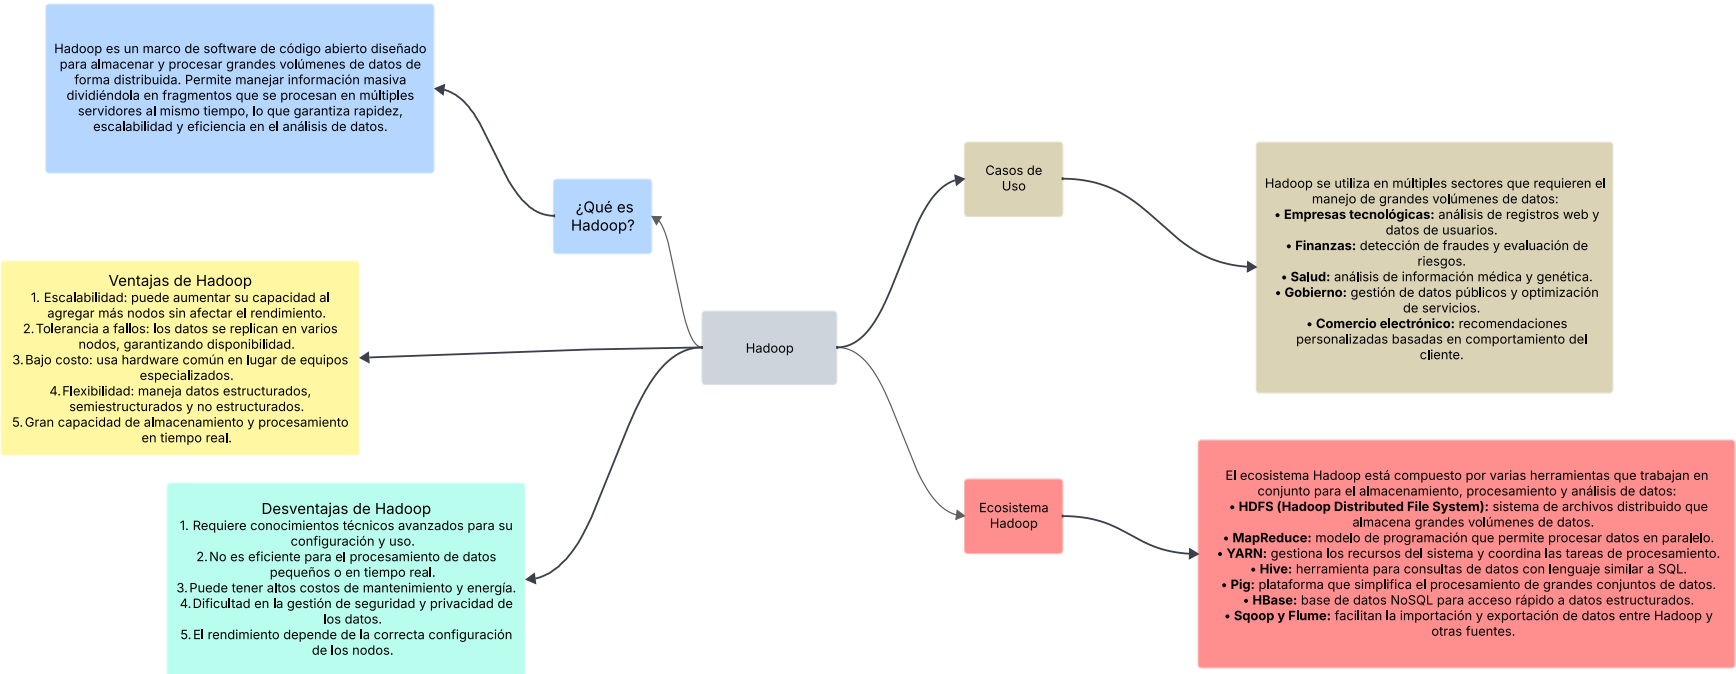 Hadoop es un marco de software de código abierto diseñado
para almacenar y procesar grandes volúmenes de datos de
forma distribuida. Permite manejar información masiva
dividiéndola en fragmentos que se procesan en múltiples
servidores al mismo tiempo, lo que garantiza rapidez,
escalabilidad y eficiencia en el análisis de datos.
¿Qué es
Hadoop?
Ventajas de Hadoop
1. Escalabilidad: puede aumentar su capacidad al
agregar más nodos sin afectar el rendimiento.
2. Tolerancia a fallos: los datos se replican en varios
nodos, garantizando disponibilidad.
3. Bajo costo: usa hardware común en lugar de equipos
especializados.
4. Flexibilidad: maneja datos estructurados,
semiestructurados y no estructurados.
5. Gran capacidad de almacenamiento y procesamiento
en tiempo real.
Desventajas de Hadoop
1. Requiere conocimientos técnicos avanzados para su
configuración y uso.
2. No es eficiente para el procesamiento de datos
pequeños o en tiempo real.
3. Puede tener altos costos de mantenimiento y energía.
4. Dificultad en la gestión de seguridad y privacidad de
los datos.
5. El rendimiento depende de la correcta configuración
de los nodos.
Hadoop
Casos de
Uso
Hadoop se utiliza en múltiples sectores que requieren el
manejo de grandes volúmenes de datos:
• Empresas tecnológicas: análisis de registros web y
datos de usuarios.
• Finanzas: detección de fraudes y evaluación de
riesgos.
• Salud: análisis de información médica y genética.
• Gobierno: gestión de datos públicos y optimización
de servicios.
• Comercio electrónico: recomendaciones
personalizadas basadas en comportamiento del
cliente.
Ecosistema
Hadoop
El ecosistema Hadoop está compuesto por varias herramientas que trabajan en
conjunto para el almacenamiento, procesamiento y análisis de datos:
• HDFS (Hadoop Distributed File System): sistema de archivos distribuido que
almacena grandes volúmenes de datos.
• MapReduce: modelo de programación que permite procesar datos en paralelo.
• YARN: gestiona los recursos del sistema y coordina las tareas de procesamiento.
• Hive: herramienta para consultas de datos con lenguaje similar a SQL.
• Pig: plataforma que simplifica el procesamiento de grandes conjuntos de datos.
• HBase: base de datos NoSQL para acceso rápido a datos estructurados.
• Sqoop y Flume: facilitan la importación y exportación de datos entre Hadoop y
otras fuentes.